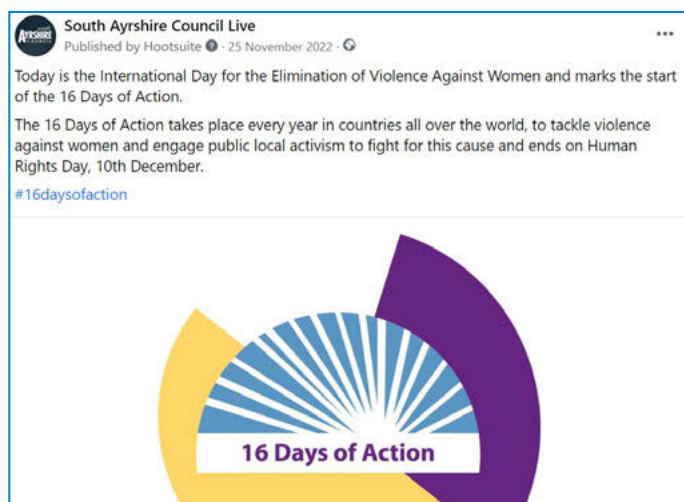 South Ayrshire Council Live
Published by Hootsuite · 25 November 2022 ·
Today is the International Day for the Elimination of Violence Against Women and marks the start
of the 16 Days of Action.
The 16 Days of Action takes place every year in countries all over the world, to tackle violence
against women and engage public local activism to fight for this cause and ends on Human
Rights Day, 10th December.
#16daysofaction
16 Days of Action